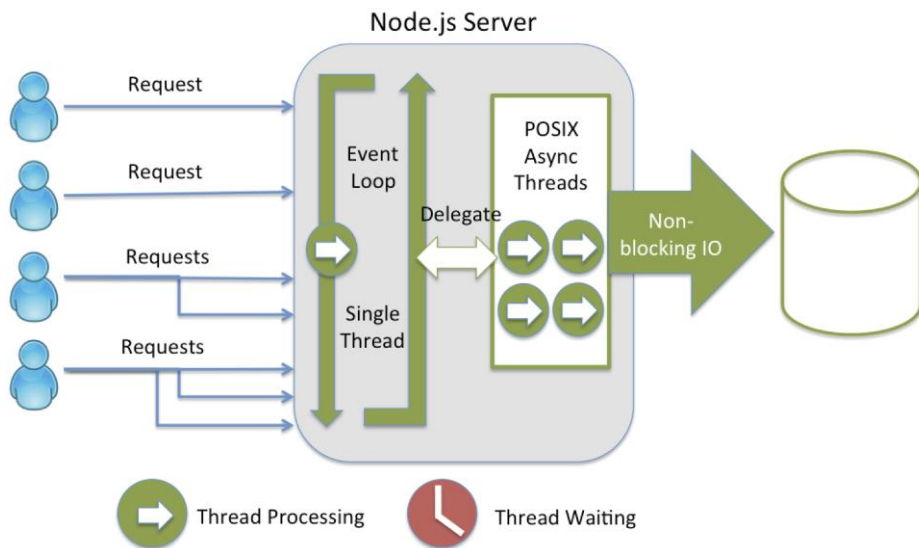 Node.js Server
Request
Request
Requests
Requests
Event
Loop
Single
Thread
Delegate
POSIX
Async
Threads
Non-
blocking IO
Thread Processing
Thread Waiting